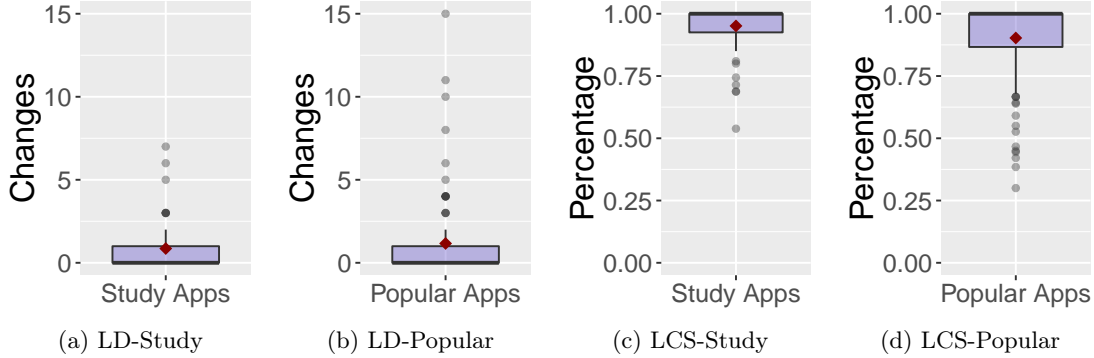 Changes
15
10
5
0
Study Apps
(a) LD-Study
Changes
15
10
5
0
Popular Apps
(b) LD-Popular
Percentage
1.00
0.75
0.50
0.25
0.00
Study Apps
(c) LCS-Study
Percentage
1.00
0.75
0.50
0.25
0.00
Popular Apps
(d) LCS-Popular